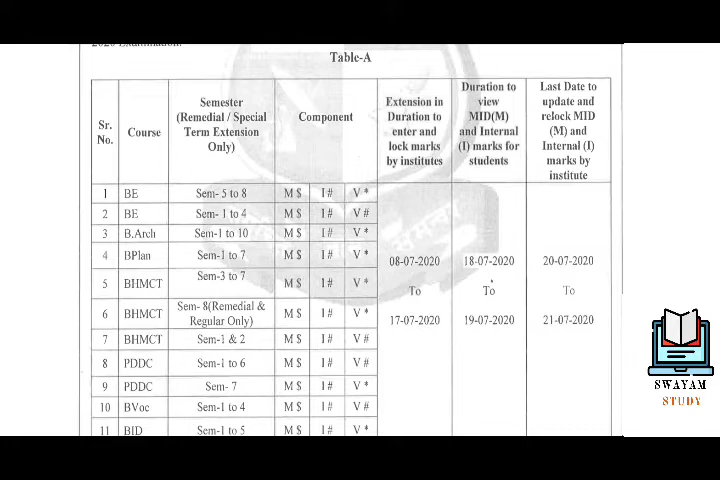 2020 Examination.
Table-A
Sr. No. Course Semester (Remedial / Special Term Extension Only) Component Extension in Duration to enter and lock marks by institutes Duration to view MID(M) and Internal (I) marks for students Last Date to update and relock MID (M) and Internal (I) marks by institute
1 BE Sem- 5 to 8 M $ I # V *
2 BE Sem- 1 to 4 M $ I # V #
3 B.Arch Sem-1 to 10 M $ I # V *
4 BPlan Sem-1 to 7 M $ I # V *
5 BHMCT Sem-3 to 7 M $ I # V *
6 BHMCT Sem- 8(Remedial & Regular Only) M $ I # V *
7 BHMCT Sem-1 & 2 M $ I # V #
8 PDDC Sem-1 to 6 M $ I # V #
9 PDDC Sem- 7 M $ I # V *
10 BVoc Sem-1 to 4 M $ I # V #
11 BID Sem-1 to 5 M $ I # V *
08-07-2020 To 17-07-2020
18-07-2020 To 19-07-2020
20-07-2020 To 21-07-2020
SWAYAM
STUDY